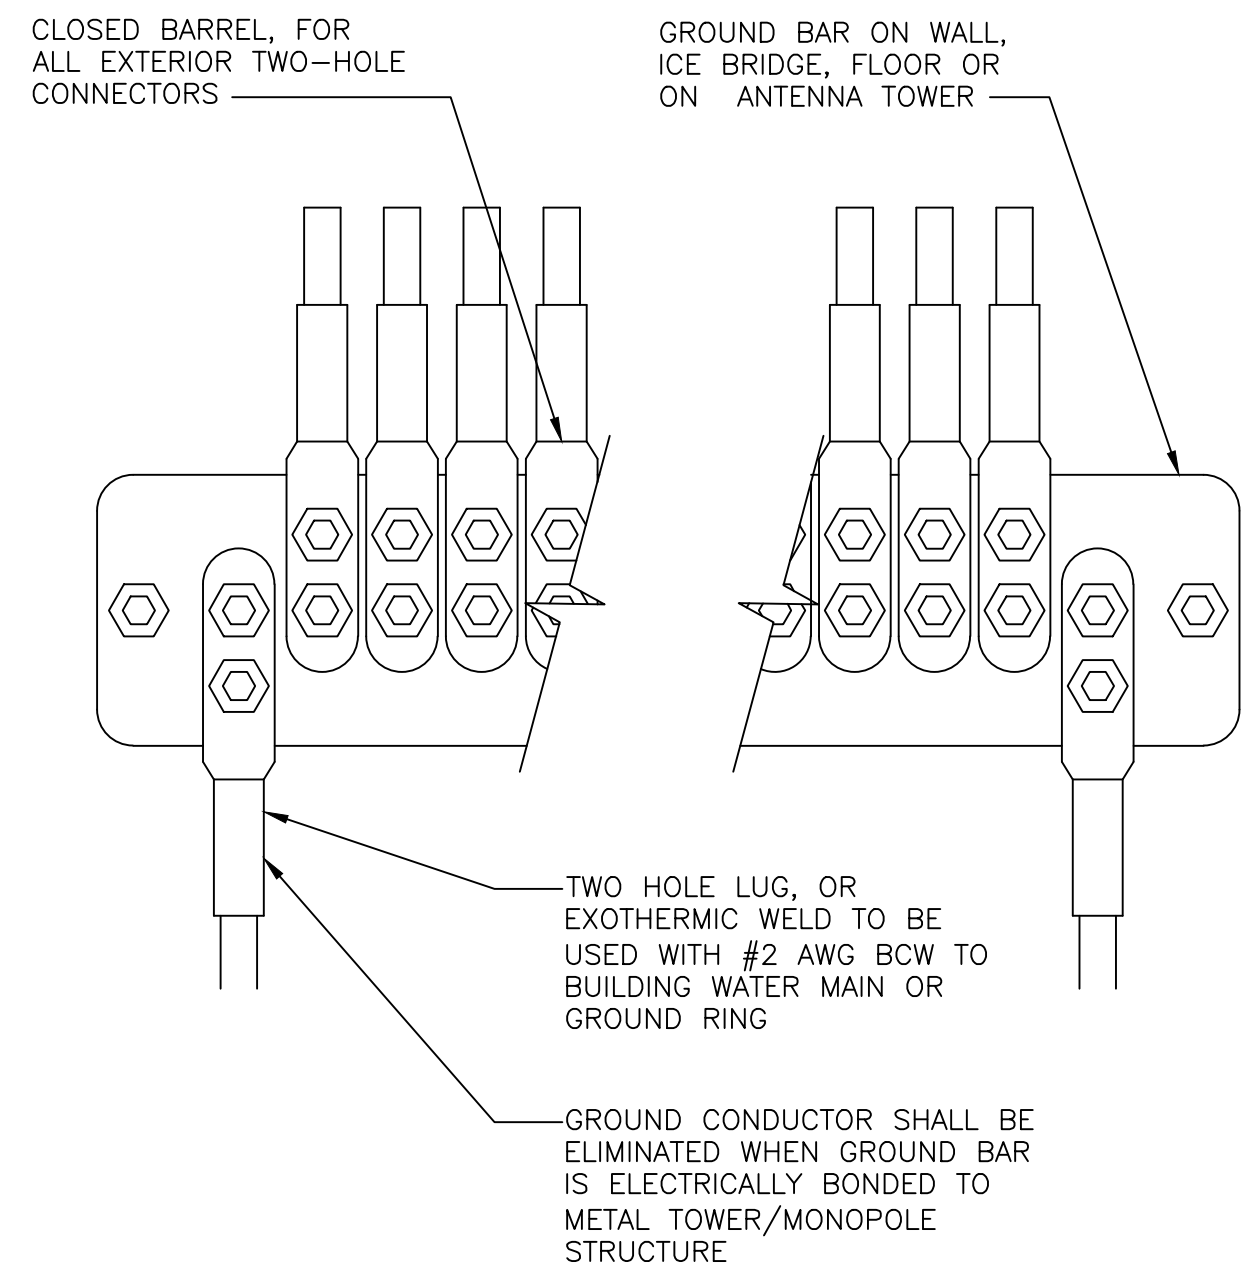 CLOSED BARREL, FOR
ALL EXTERIOR TWO-HOLE
CONNECTORS
GROUND BAR ON WALL,
ICE BRIDGE, FLOOR OR
ON ANTENNA TOWER
TWO HOLE LUG, OR
EXOTHERMIC WELD TO BE
USED WITH #2 AWG BCW TO
BUILDING WATER MAIN OR
GROUND RING
GROUND CONDUCTOR SHALL BE
ELIMINATED WHEN GROUND BAR
IS ELECTRICALLY BONDED TO
METAL TOWER/MONOPOLE
STRUCTURE